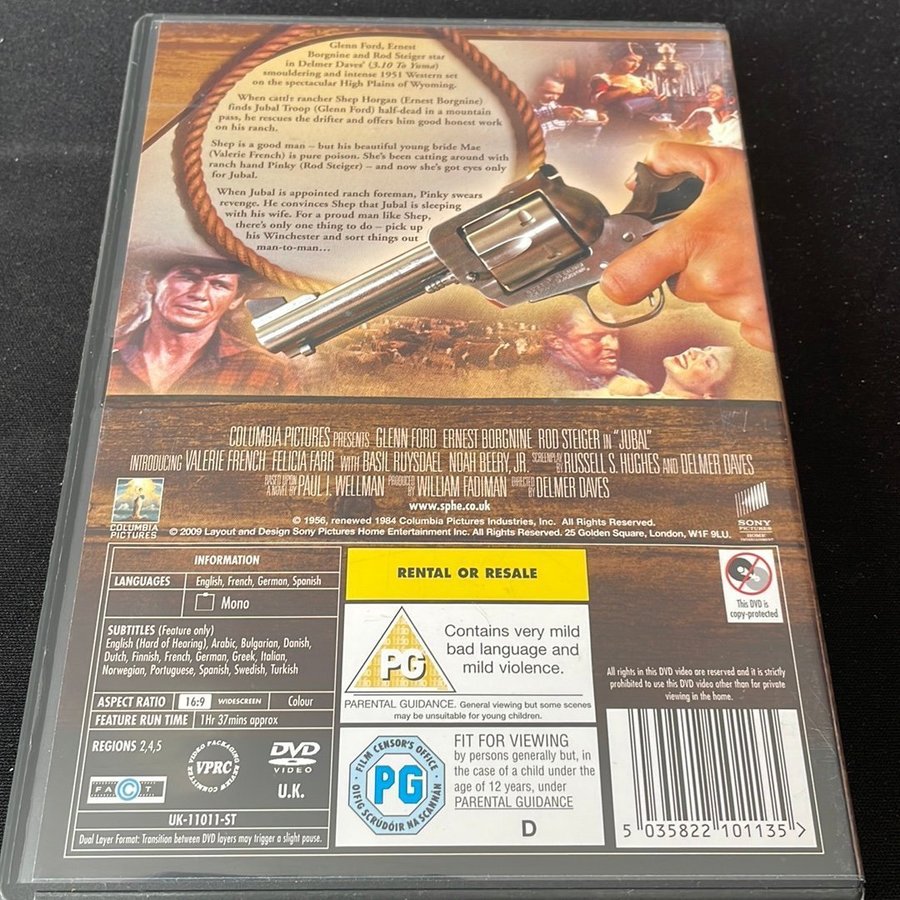 Glenn Ford, Ernest
Borgnine and Rod Steiger star
in Delmer Daves' (3.10 To Yuma)
smouldering and intense 1951 Western set
on the spectacular High Plains of Wyoming.
When cattle rancher Shep Horgan (Ernest Borgnine)
finds Jubal Troop (Glenn Ford) half-dead in a mountain
pass, he rescues the drifter and offers him good honest work
on his ranch.
Shep is a good man – but his beautiful young bride Mae
(Valerie French) is pure poison. She's been catting around with
ranch hand Pinky (Rod Steiger) – and now she's got eyes only
for Jubal.
When Jubal is appointed ranch foreman, Pinky swears
revenge. He convinces Shep that Jubal is sleeping
with his wife. For a proud man like Shep,
there's only one thing to do – pick up
his Winchester and sort things out
man-to-man...
COLUMBIA PICTURES PRESENTS GLENN FORD ERNEST BORGNINE ROD STEIGER IN "JUBAL"
INTRODUCING VALERIE FRENCH FELICIA FARR WITH BASIL RUYSDAEL NOAH BEERY, JR. SCREENPLAY BY RUSSELL S. HUGHES AND DELMER DAVES
BASED UPON A NOVEL BY PAUL I. WELLMAN PRODUCED BY WILLIAM FADIMAN DIRECTED BY DELMER DAVES
www.sphe.co.uk
COLUMBIA
PICTURES
© 1956, renewed 1984 Columbia Pictures Industries, Inc. All Rights Reserved.
© 2009 Layout and Design Sony Pictures Home Entertainment Inc. All Rights Reserved. 25 Golden Square, London, W1F 9LU.
SONY
PICTURES
HOME
ENTERTAINMENT
INFORMATION
LANGUAGES English, French, German, Spanish
Mono
SUBTITLES (Feature only)
English (Hard of Hearing), Arabic, Bulgarian, Danish,
Dutch, Finnish, French, German, Greek, Italian,
Norwegian, Portuguese, Spanish, Swedish, Turkish
ASPECT RATIO 16:9 WIDESCREEN Colour
FEATURE RUN TIME 1Hr 37mins approx
REGIONS 2,4,5
VIDEO PACKAGING REVIEW COMMITTEE
VPRC
DVD
VIDEO
U.K.
FACT
UK-11011-ST
Dual Layer Format: Transition between DVD layers may trigger a slight pause.
RENTAL OR RESALE
PG
Contains very mild
bad language and
mild violence.
PARENTAL GUIDANCE. General viewing but some scenes
may be unsuitable for young children.
FILM CENSOR'S OFFICE
PG
OIFIG SCRÚDÓIR NA SCANNÁN
FIT FOR VIEWING
by persons generally but, in
the case of a child under the
age of 12 years, under
PARENTAL GUIDANCE
D
This DVD is
copy-protected
All rights in this DVD video are reserved and it is strictly
prohibited to use this DVD video other than for private
viewing in the home.
5 035822 101135 >